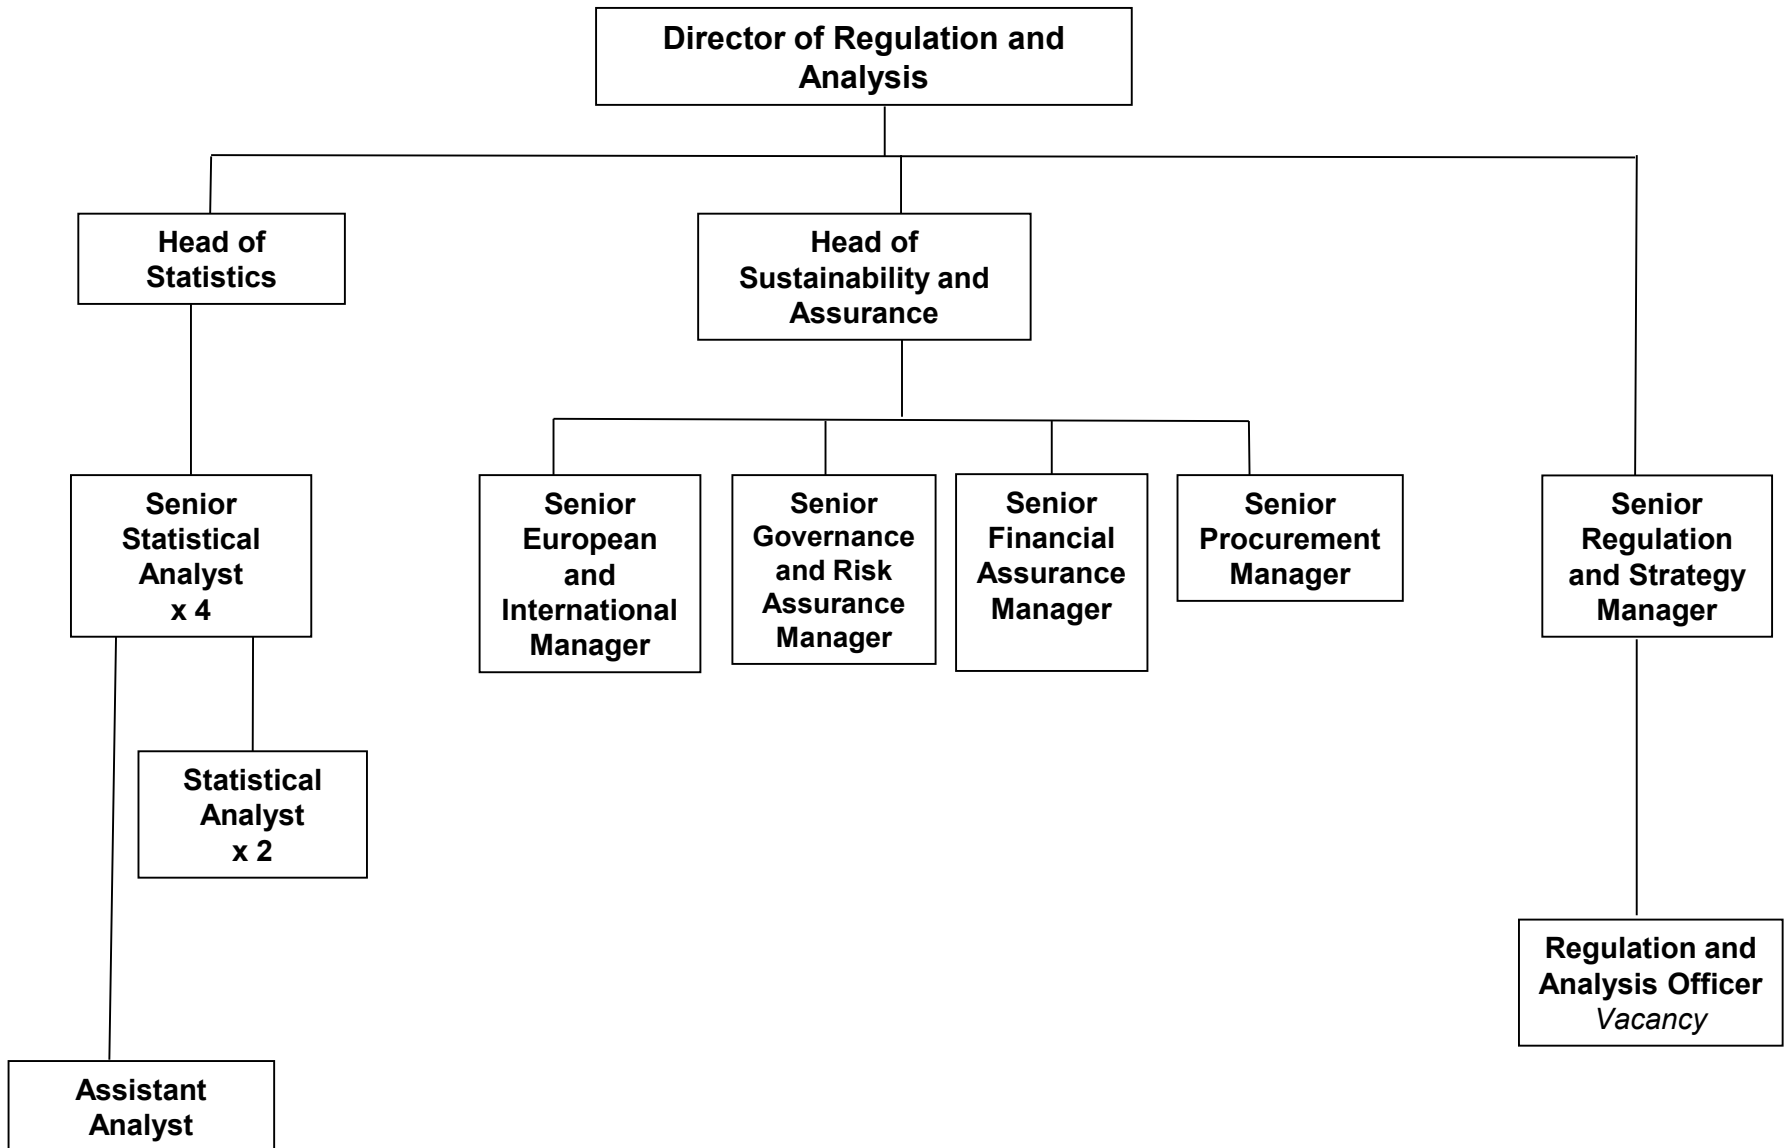 Director of Regulation and
Analysis
Head of
Statistics
Head of
Sustainability and
Assurance
Senior
Statistical
Analyst
x 4
Senior
European
and
International
Manager
Senior
Governance
and Risk
Assurance
Manager
Senior
Financial
Assurance
Manager
Senior
Procurement
Manager
Senior
Regulation
and Strategy
Manager
Statistical
Analyst
x 2
Regulation and
Analysis Officer
Vacancy
Assistant
Analyst